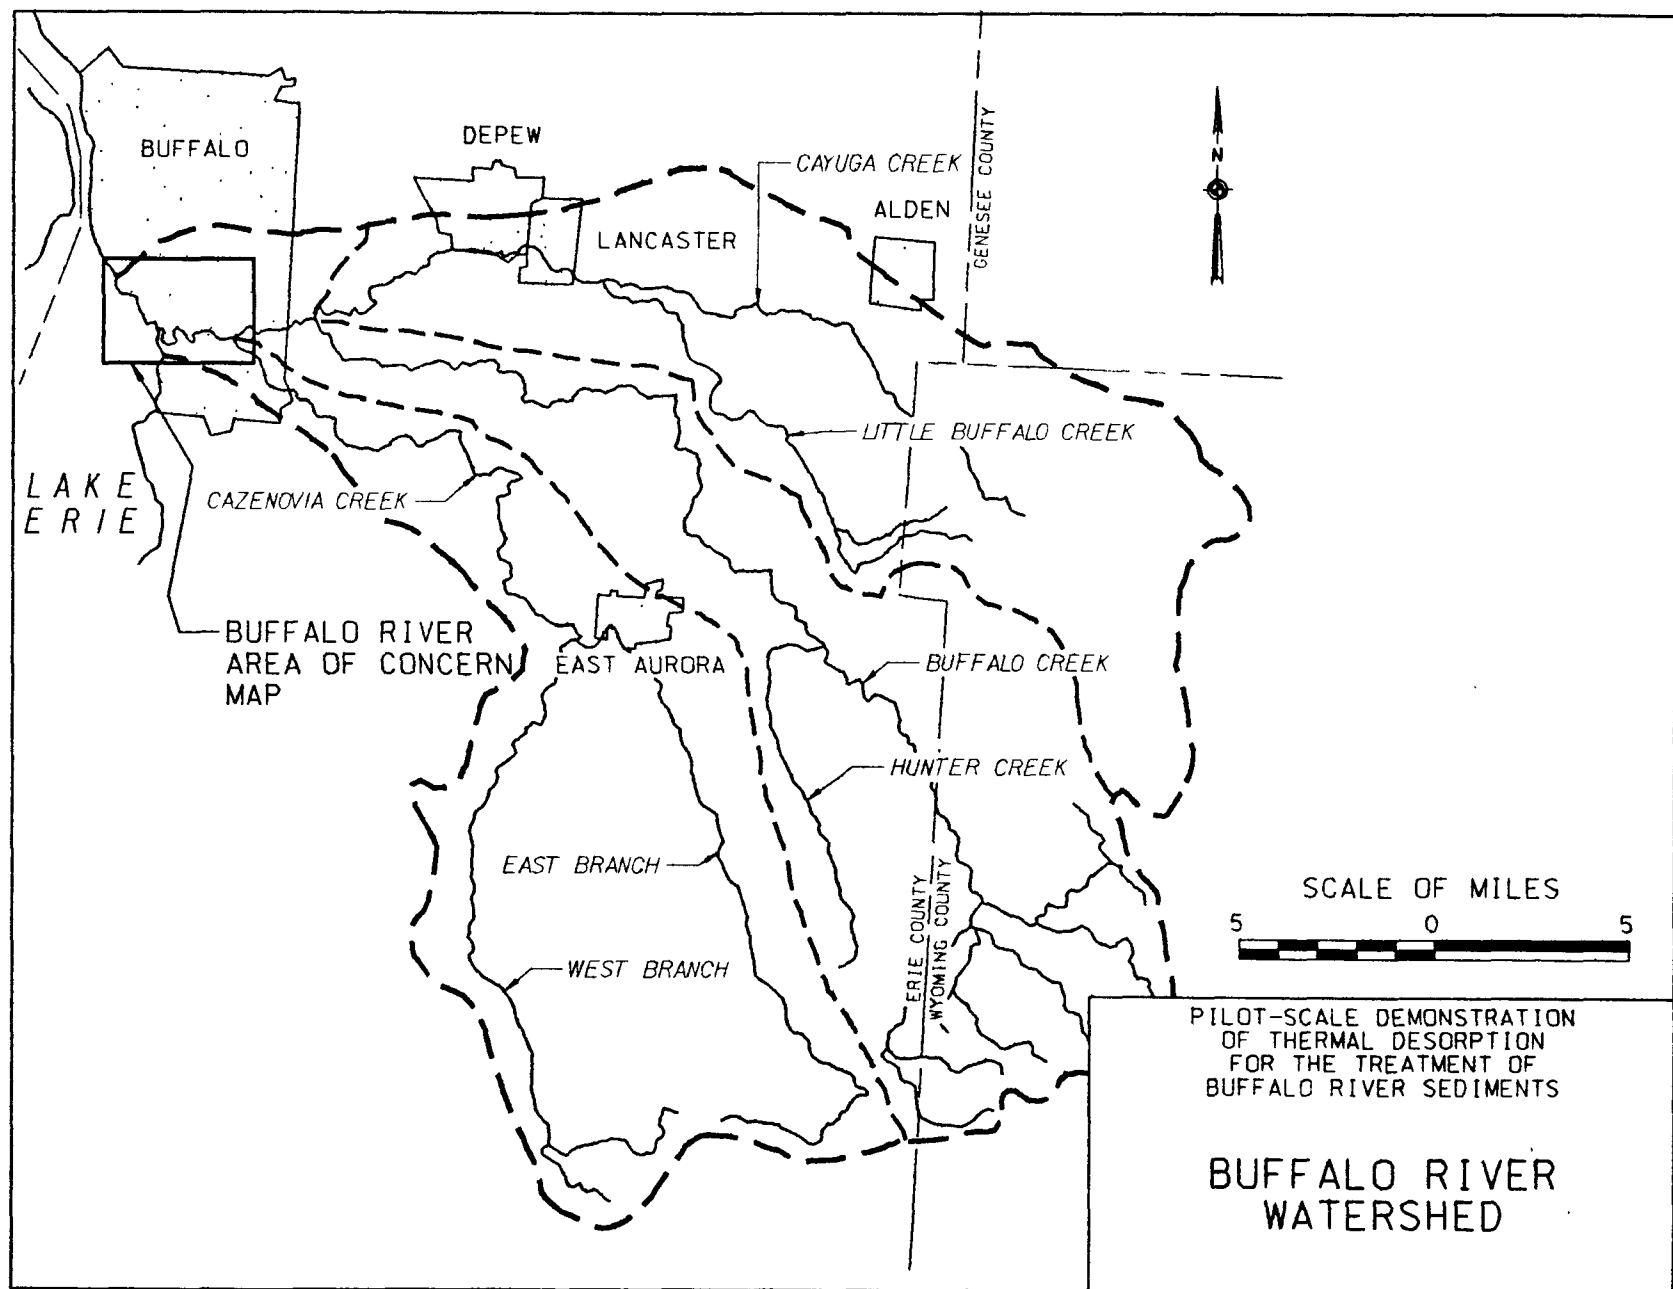 BUFFALO
DEPEW
CAYUGA CREEK
GENESEE COUNTY
N
ALDEN
LANCASTER
LITTLE BUFFALO CREEK
LAKE
ERIE
CAZENOVIA CREEK
BUFFALO RIVER
AREA OF CONCERN
MAP
EAST AURORA
BUFFALO CREEK
HUNTER CREEK
EAST BRANCH
WEST BRANCH
ERIE COUNTY
WYOMING COUNTY
SCALE OF MILES
5 0 5
PILOT-SCALE DEMONSTRATION
OF THERMAL DESORPTION
FOR THE TREATMENT OF
BUFFALO RIVER SEDIMENTS
BUFFALO RIVER
WATERSHED